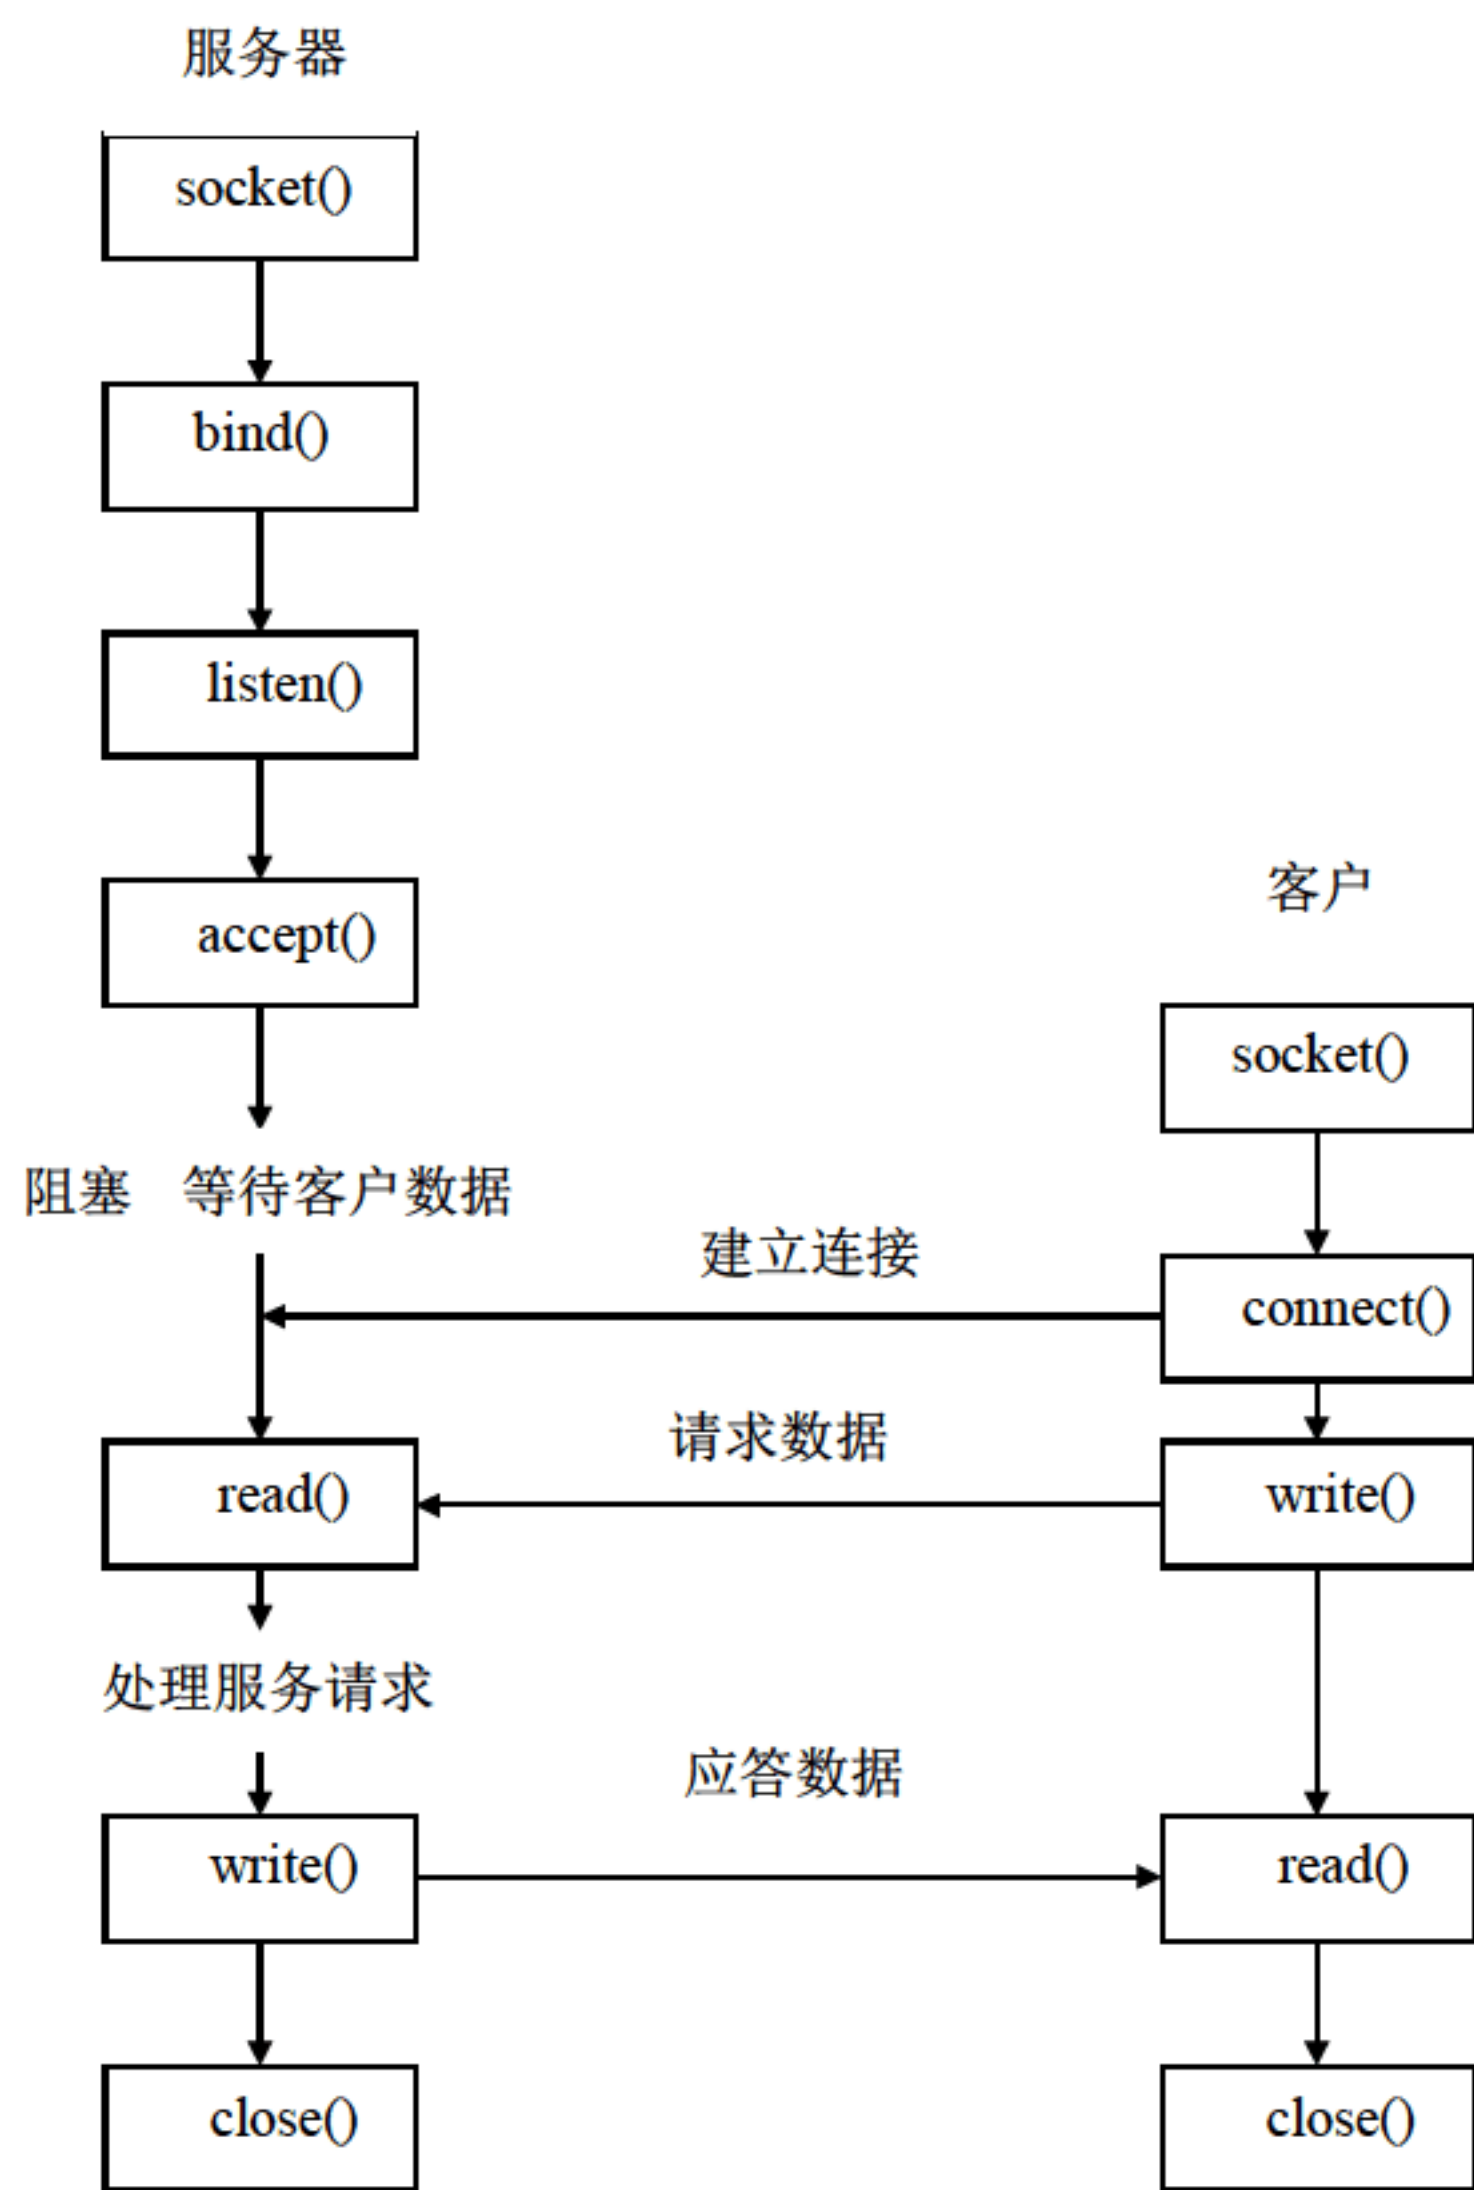 服务器
socket()
bind()
listen()
accept()
客户
socket()
阻塞 等待客户数据
建立连接
connect()
请求数据
read()
write()
处理服务请求
应答数据
write()
read()
close()
close()